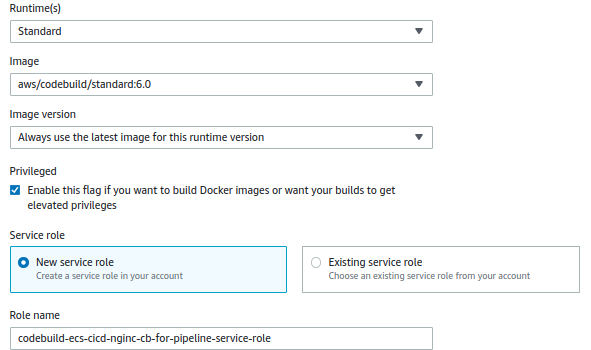 Runtime(s)
Standard
Image
aws/codebuild/standard:6.0
Image version
Always use the latest image for this runtime version
Privileged
Enable this flag if you want to build Docker images or want your builds to get
elevated privileges
Service role
New service role
Create a service role in your account
Existing service role
Choose an existing service role from your account
Role name
codebuild-ecs-cicd-nginc-cb-for-pipeline-service-role